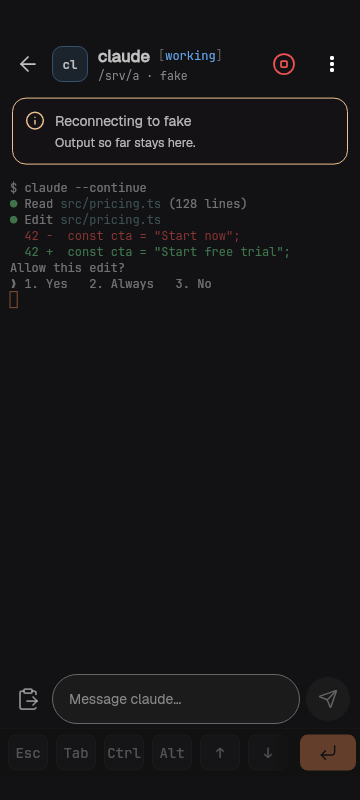 cl
claude [working]
/srv/a · fake
Reconnecting to fake
Output so far stays here.
$ claude --continue
● Read src/pricing.ts (128 lines)
● Edit src/pricing.ts
42 -  const cta = "Start now";
42 +  const cta = "Start free trial";
Allow this edit?
❯ 1. Yes   2. Always   3. No
Message claude…
Esc Tab Ctrl Alt ↑ ↓